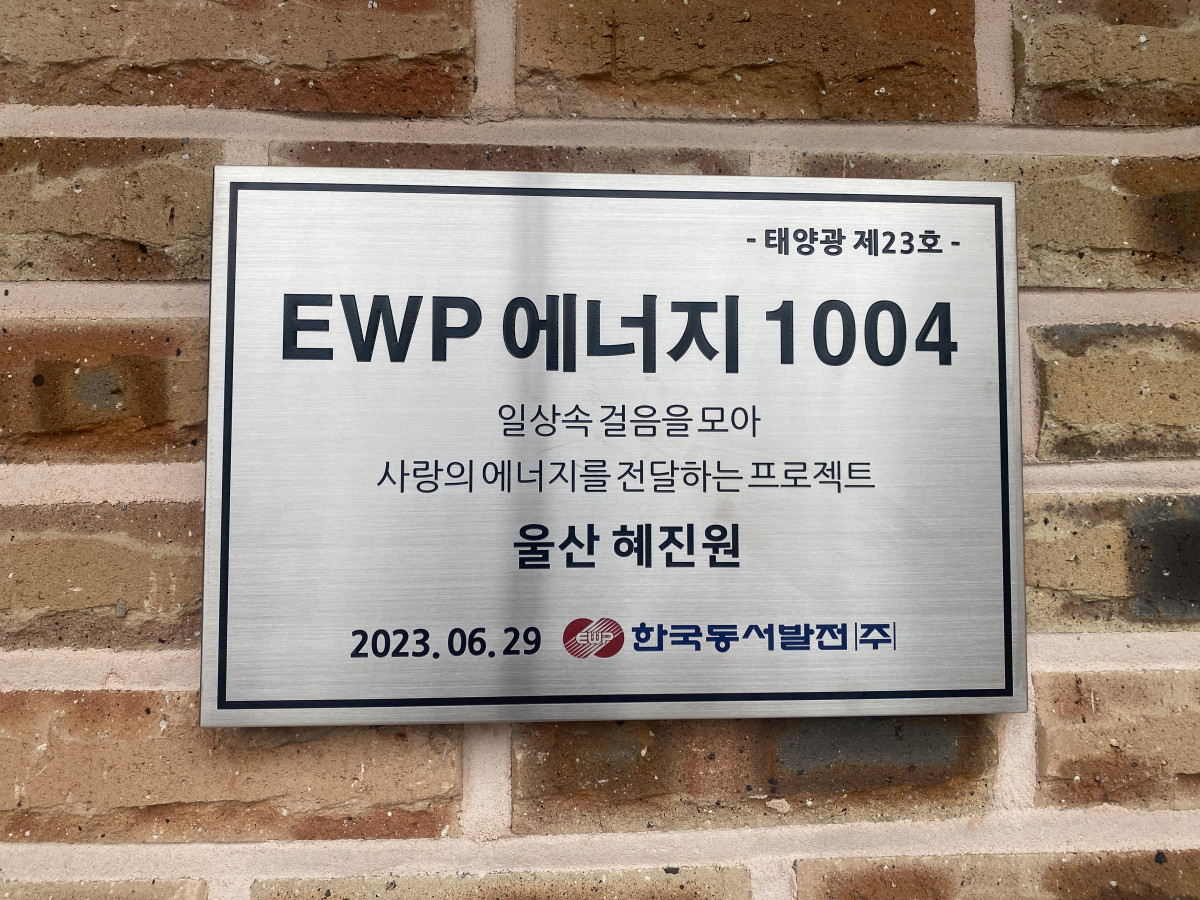 - 태양광 제23호 -
EWP 에너지 1004
일상속 걸음을 모아
사랑의 에너지를 전달하는 프로젝트
울산 혜진원
2023. 06. 29 EWP 한국동서발전(주)